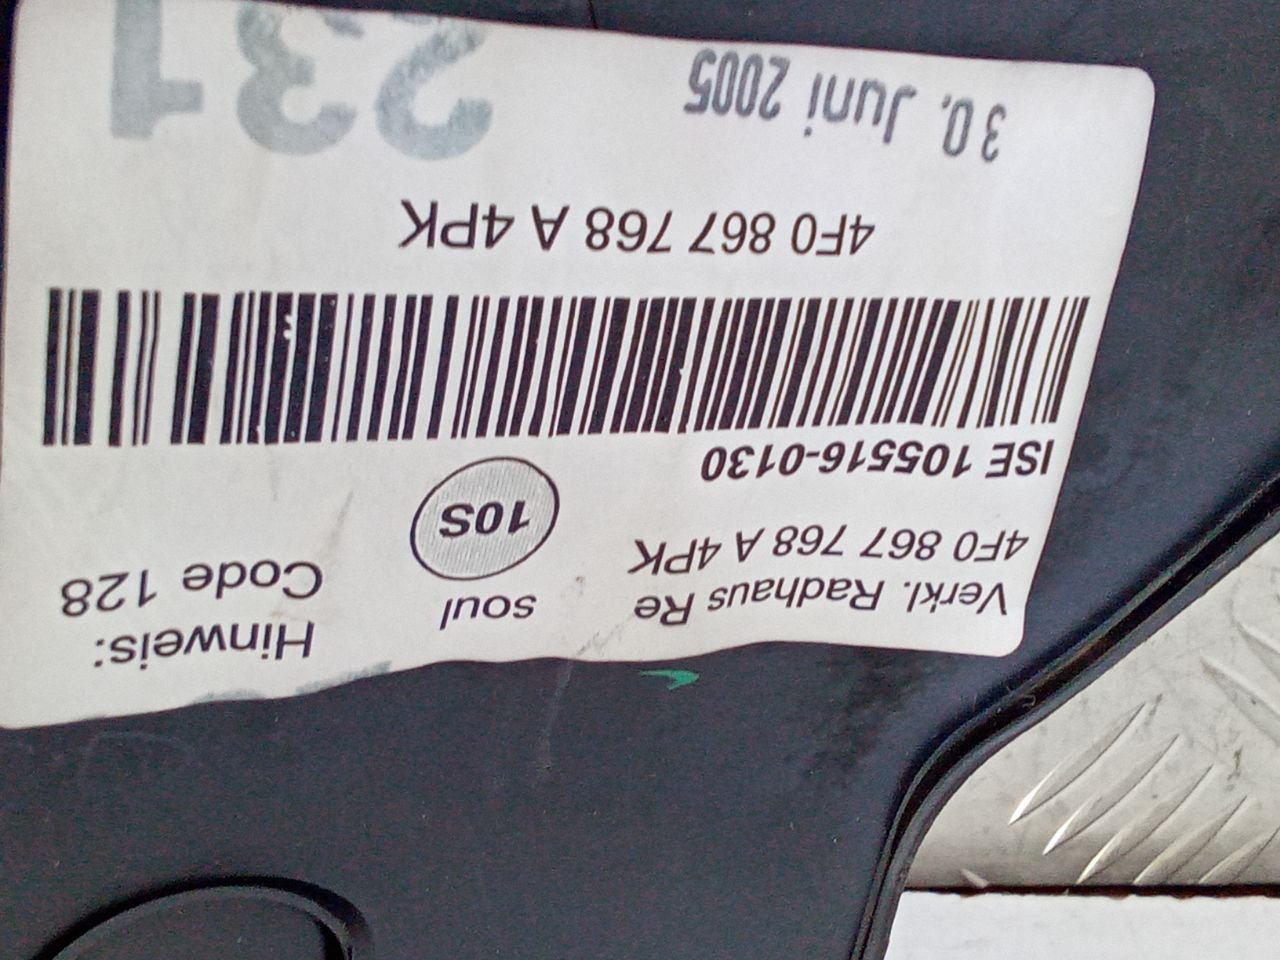 Verkl. Radhaus Re
soul
Hinweis:
4F0 867 768 A 4PK
10S
Code 128
ISE 105516-0130
4F0 867 768 A 4PK
30. Juni 2005
231